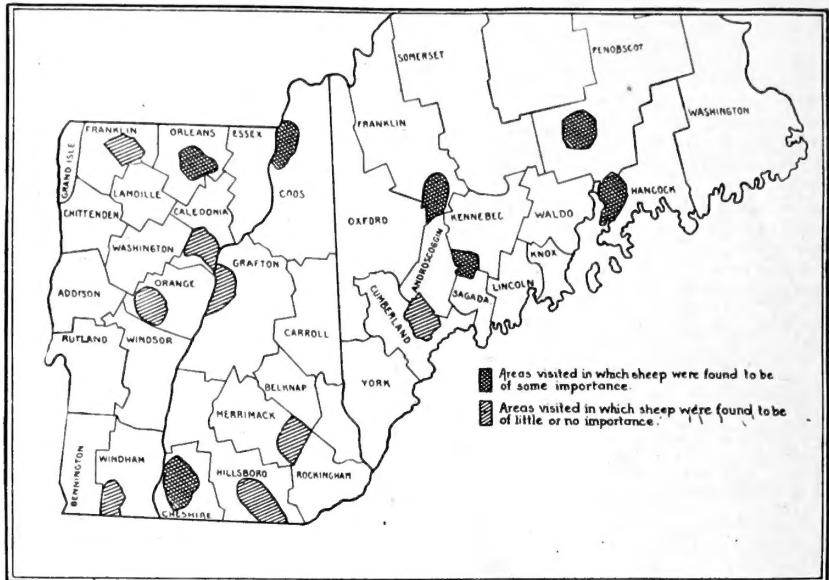 SOMERSET
PENOBSCOT
FRANKLIN
WASHINGTON
FRANKLIN
ORLEANS
ESSEX
GRAND ISLE
COOS
LAMOILLE
CHITTENDEN
CALEDONIA
OXFORD
KENNEBEC
WALDO
HANCOCK
WASHINGTON
GRAFTON
ANDROSCOGGIN
KNOX
ORANGE
LINCOLN
SAGADA
ADDISON
CUMBERLAND
CARROLL
RUTLAND
WINDSOR
YORK
BELKNAP
MERRIMACK
Areas visited in which sheep were found to be
of some importance.
Areas visited in which sheep were found to be
of little or no importance.
BENNINGTON
WINDHAM
HILLSBORO
ROCKINGHAM
CHESHIRE